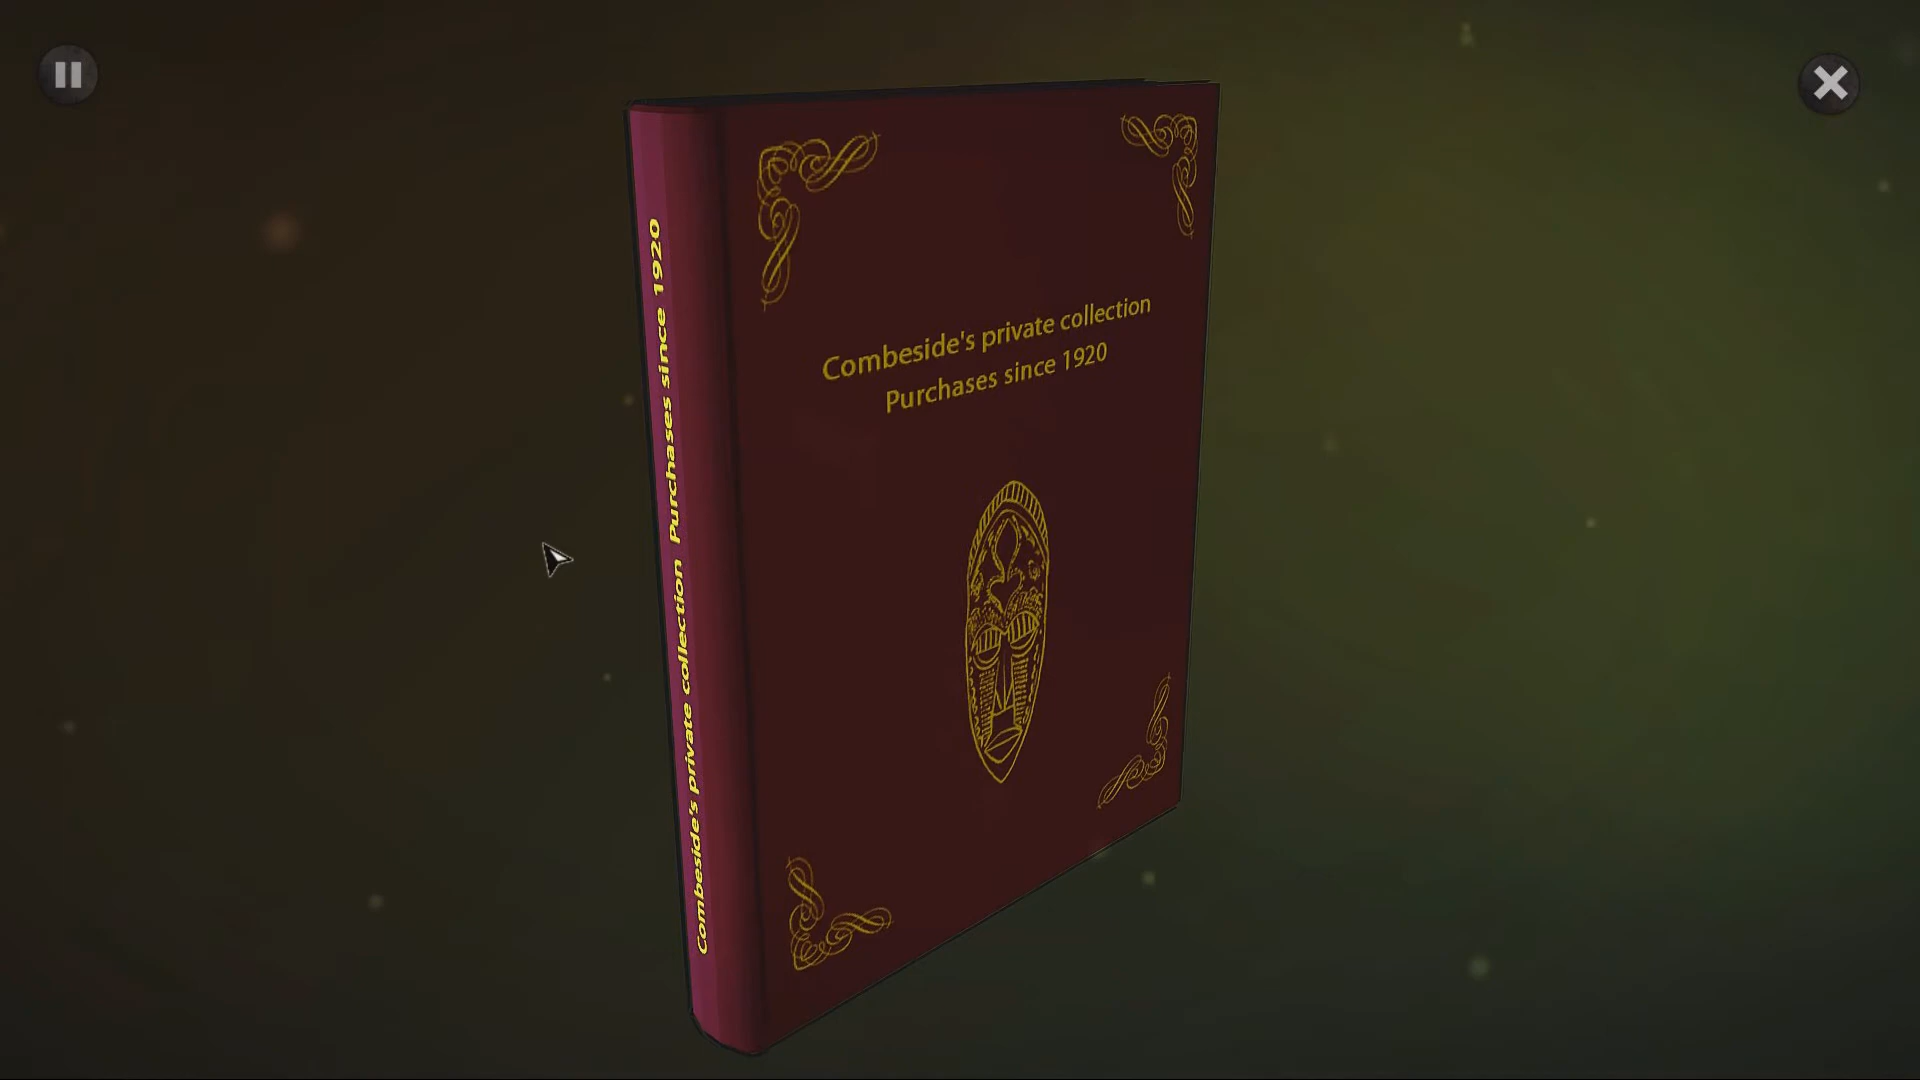 Combeside's private collection Purchases since 1920
Combeside's private collection
Purchases since 1920